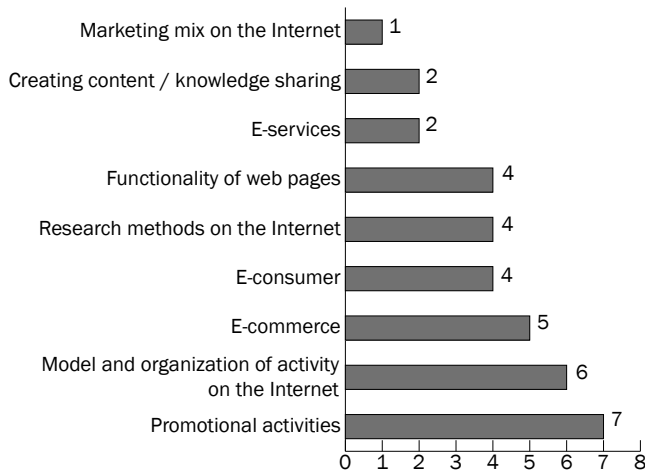 Marketing mix on the Internet 1
Creating content / knowledge sharing 2
E-services 2
Functionality of web pages 4
Research methods on the Internet 4
E-consumer 4
E-commerce 5
Model and organization of activity
on the Internet 6
Promotional activities 7
0 1 2 3 4 5 6 7 8